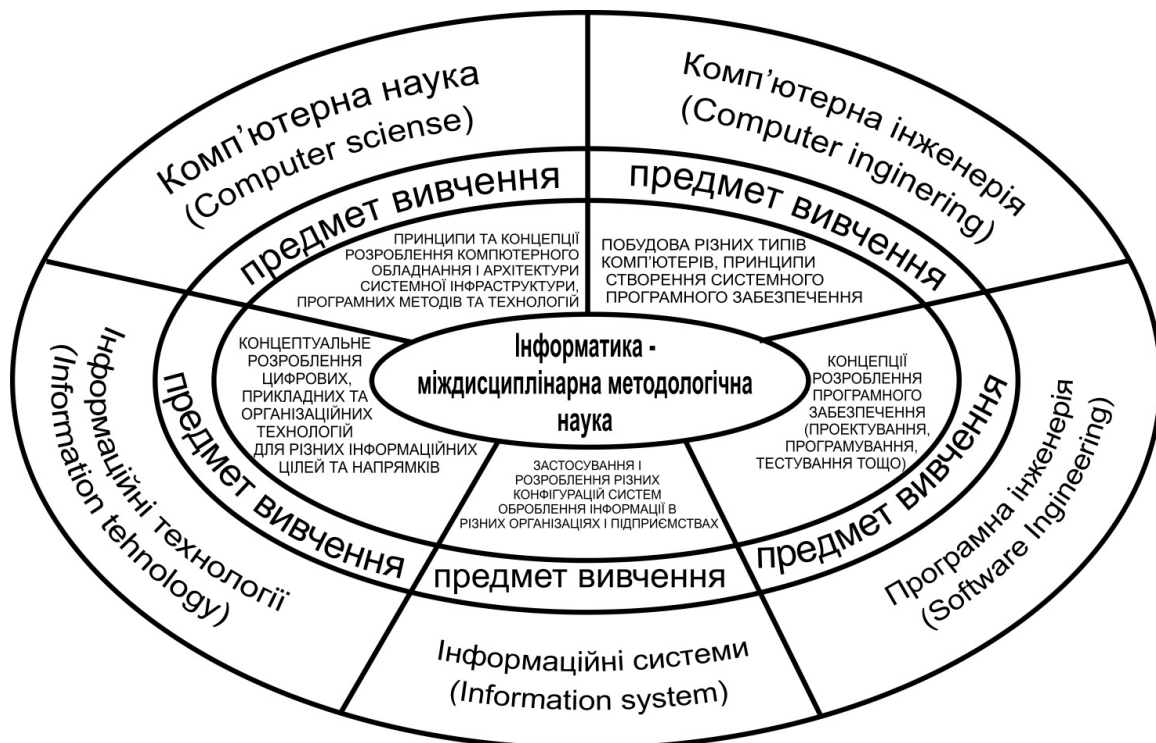 Комп’ютерна наука
(Computer sciense)
предмет вивчення
ПРИНЦИПИ ТА КОНЦЕПЦІЇ
РОЗРОБЛЕННЯ КОМПЮТЕРНОГО
ОБЛАДНАННЯ І АРХІТЕКТУРИ
СИСТЕМНОЇ ІНФРАСТРУКТУРИ,
ПРОГРАМНИХ МЕТОДІВ ТА ТЕХНОЛОГІЙ
Комп’ютерна інженерія
(Computer inginering)
предмет вивчення
ПОБУДОВА РІЗНИХ ТИПІВ
КОМП’ЮТЕРІВ, ПРИНЦИПИ
СТВОРЕННЯ СИСТЕМНОГО
ПРОГРАМНОГО ЗАБЕЗПЕЧЕННЯ
Інформатика -
міждисциплінарна методологічна
наука
Інформаційні технології
(Information tehnology)
предмет вивчення
КОНЦЕПТУАЛЬНЕ
РОЗРОБЛЕННЯ
ЦИФРОВИХ,
ПРИКЛАДНИХ ТА
ОРГАНІЗАЦІЙНИХ
ТЕХНОЛОГІЙ
ДЛЯ РІЗНИХ ІНФОРМАЦІЙНИХ
ЦІЛЕЙ ТА НАПРЯМКІВ
КОНЦЕПЦІЇ
РОЗРОБЛЕННЯ
ПРОГРАМНОГО
ЗАБЕЗПЕЧЕННЯ
(ПРОЕКТУВАННЯ,
ПРОГРАМУВАННЯ,
ТЕСТУВАННЯ ТОЩО)
предмет вивчення
Програмна інженерія
(Software Ingineering)
ЗАСТОСУВАННЯ І
РОЗРОБЛЕННЯ РІЗНИХ
КОНФІГУРАЦІЙ СИСТЕМ
ОБРОБЛЕННЯ ІНФОРМАЦІЇ В
РІЗНИХ ОРГАНІЗАЦІЯХ І ПІДПРИЄМСТВАХ
предмет вивчення
Інформаційні системи
(Information system)